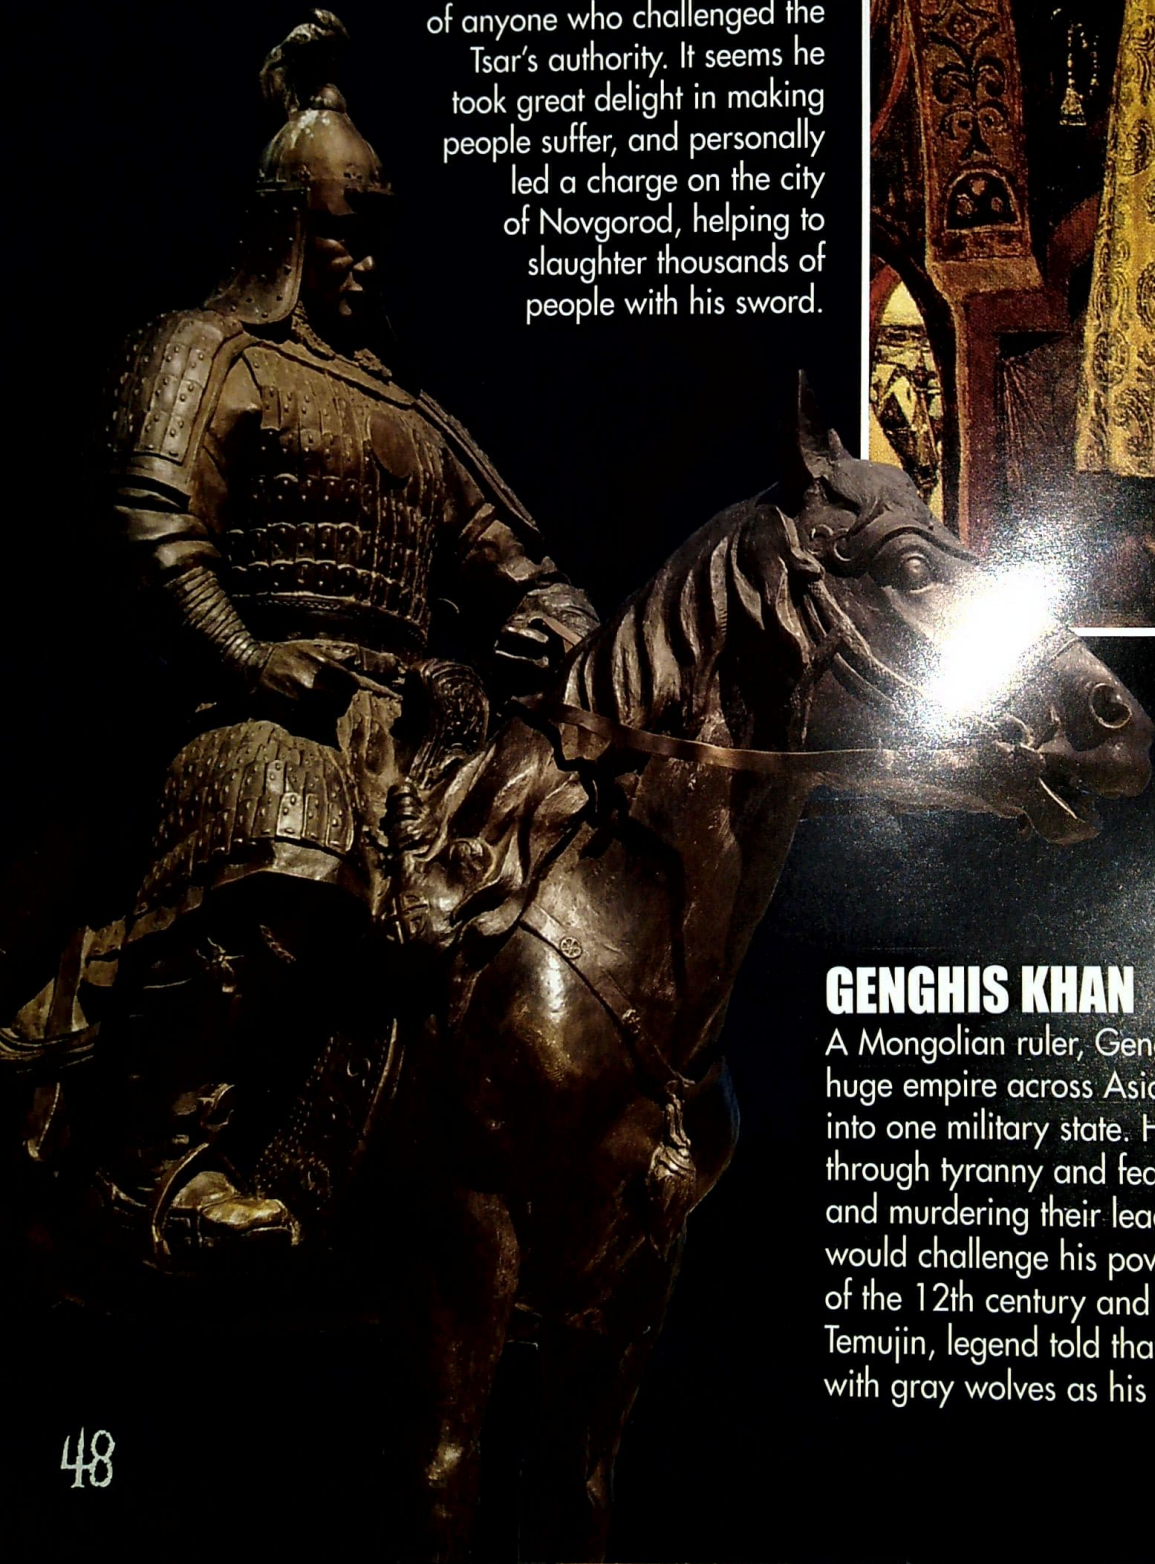 of anyone who challenged the
Tsar's authority. It seems he
took great delight in making
people suffer, and personally
led a charge on the city
of Novgorod, helping to
slaughter thousands of
people with his sword.
GENGHIS KHAN
A Mongolian ruler,
huge empire across
into one military state.
through tyranny and
and murdering their
would challenge his
of the 12th century and
Temujin, legend told
with gray wolves as his
48